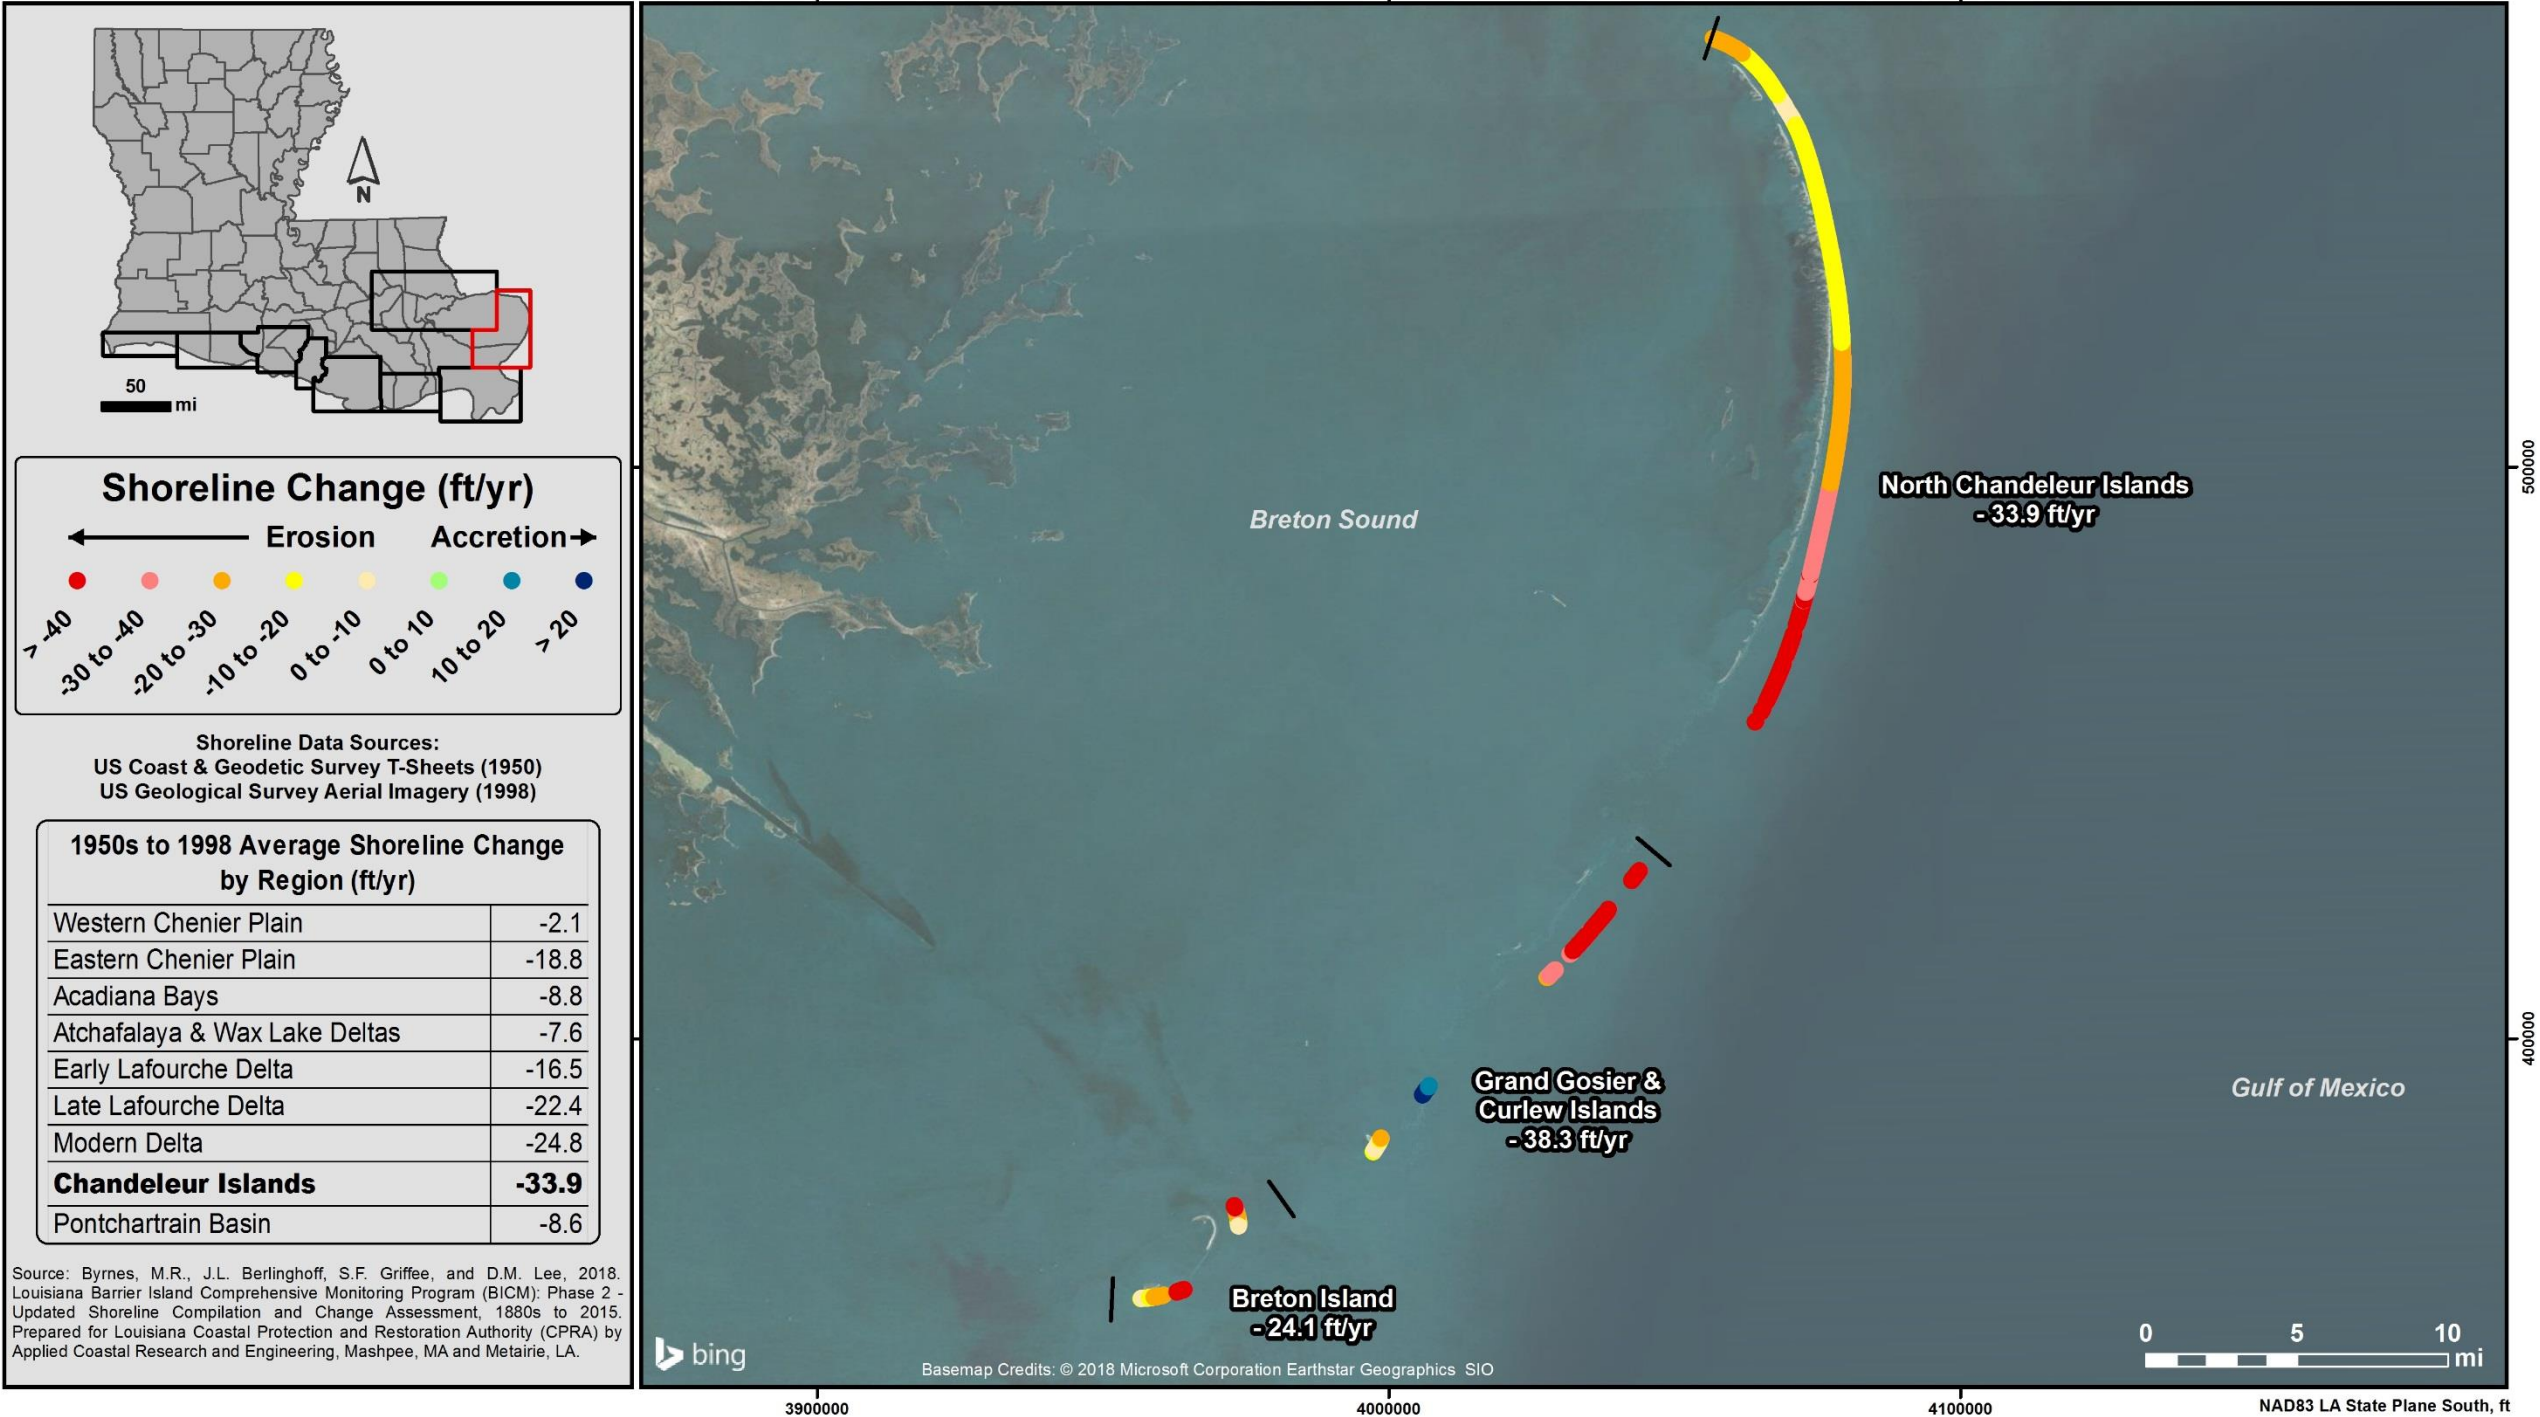 N
50
mi
Shoreline Change (ft/yr)
Erosion Accretion
> -40
-30 to -40
-20 to -30
-10 to -20
0 to -10
0 to 10
10 to 20
> 20
Shoreline Data Sources:
US Coast & Geodetic Survey T-Sheets (1950)
US Geological Survey Aerial Imagery (1998)
1950s to 1998 Average Shoreline Change
by Region (ft/yr)
Western Chenier Plain -2.1
Eastern Chenier Plain -18.8
Acadiana Bays -8.8
Atchafalaya & Wax Lake Deltas -7.6
Early Lafourche Delta -16.5
Late Lafourche Delta -22.4
Modern Delta -24.8
Chandeleur Islands -33.9
Pontchartrain Basin -8.6
Source: Byrnes, M.R., J.L. Berlinghoff, S.F. Griffee, and D.M. Lee, 2018.
Louisiana Barrier Island Comprehensive Monitoring Program (BICM): Phase 2 -
Updated Shoreline Compilation and Change Assessment, 1880s to 2015.
Prepared for Louisiana Coastal Protection and Restoration Authority (CPRA) by
Applied Coastal Research and Engineering, Mashpee, MA and Metairie, LA.
North Chandeleur Islands
- 33.9 ft/yr
Breton Sound
Grand Gosier &
Curlew Islands
- 38.3 ft/yr
Gulf of Mexico
Breton Island
- 24.1 ft/yr
bing
Basemap Credits: © 2018 Microsoft Corporation Earthstar Geographics SIO
0 5 10
mi
500000
400000
3900000 4000000 4100000
NAD83 LA State Plane South, ft